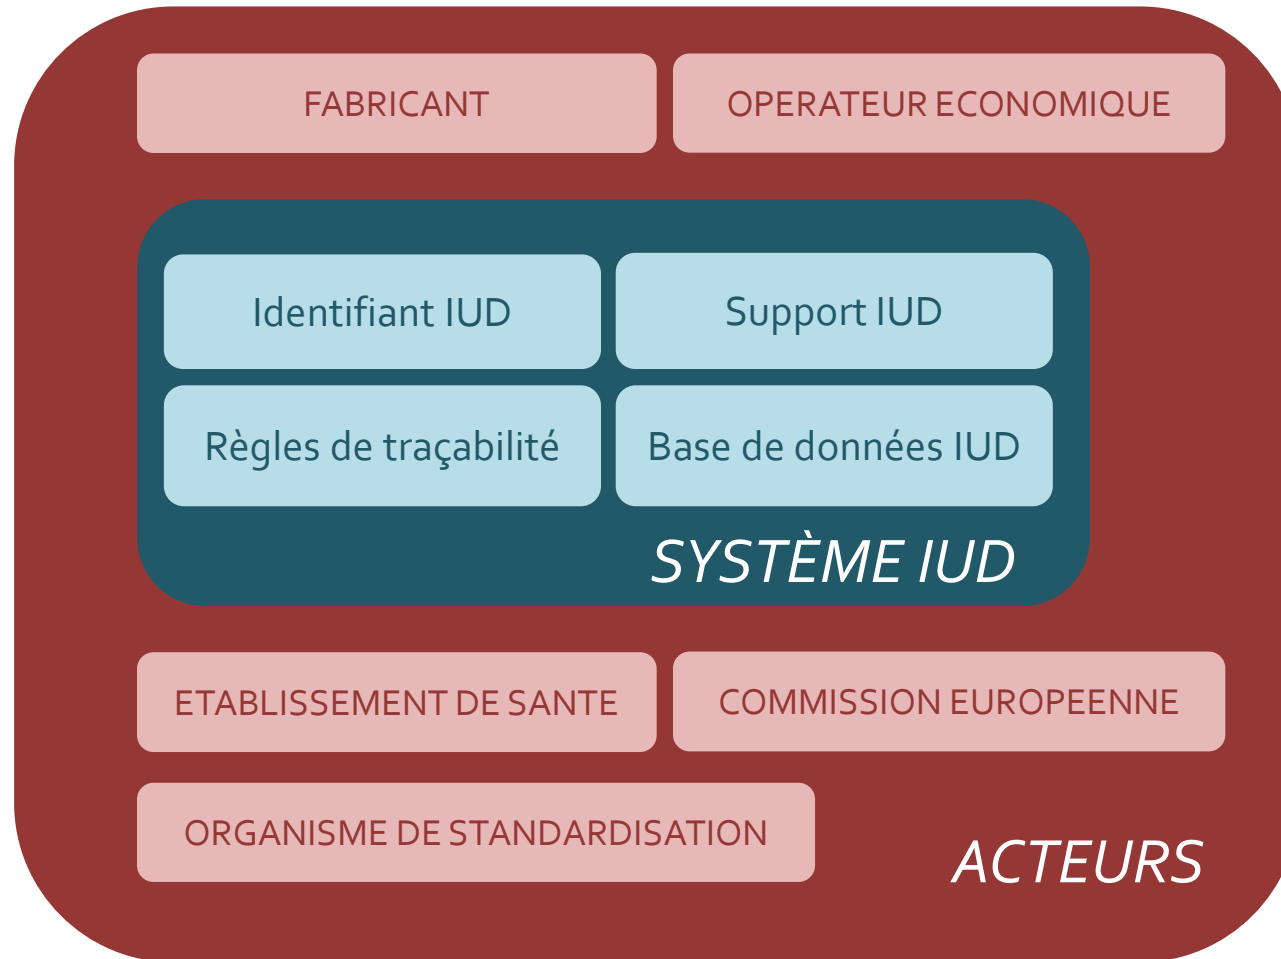 FABRICANT
OPERATEUR ECONOMIQUE
Identifiant IUD
Support IUD
Règles de traçabilité
Base de données IUD
SYSTÈME IUD
ETABLISSEMENT DE SANTE
COMMISSION EUROPEENNE
ORGANISME DE STANDARDISATION
ACTEURS